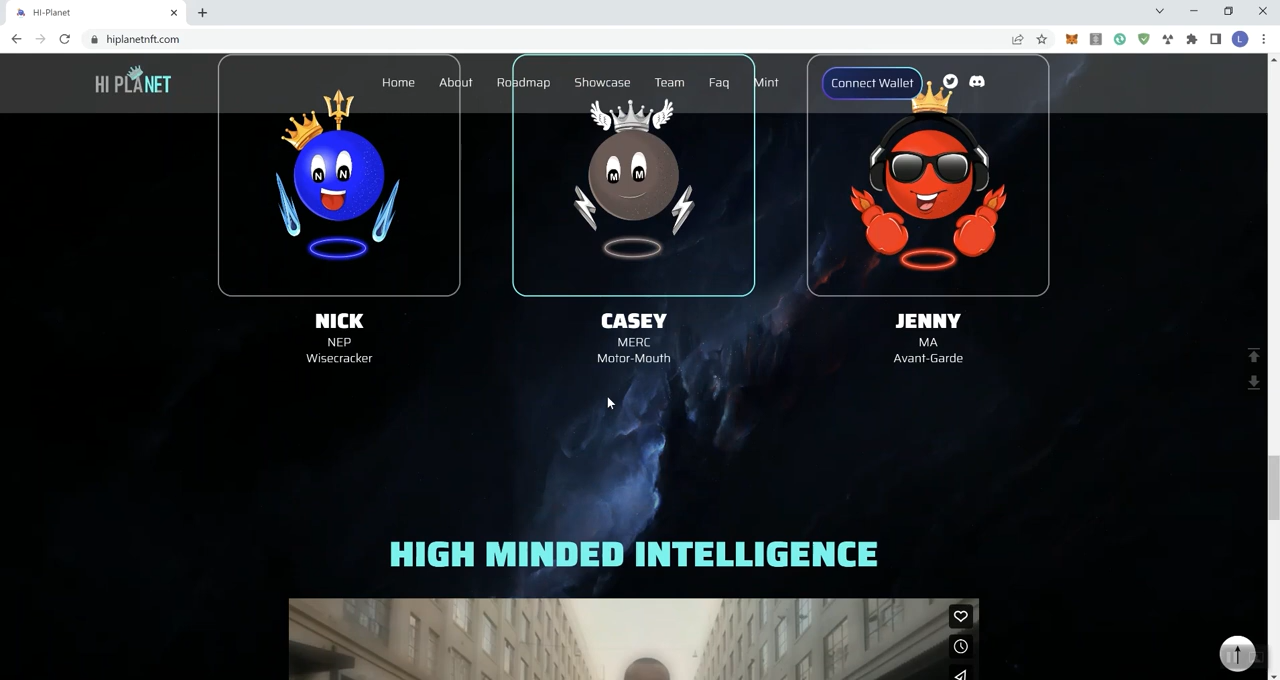 HI-Planet
hiplanetnft.com
L
HI PLANET
Home
About
Roadmap
Showcase
Team
Faq
Mint
Connect Wallet
N N
M M
NICK
NEP
Wisecracker
CASEY
MERC
Motor-Mouth
JENNY
MA
Avant-Garde
HIGH MINDED INTELLIGENCE